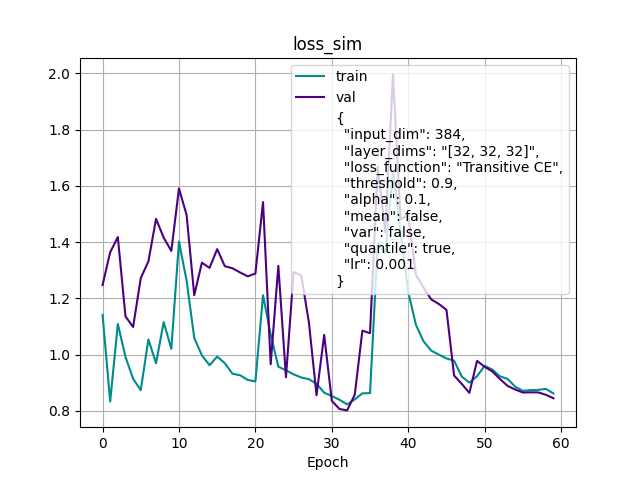 loss_sim
train
val
{
"input_dim": 384,
"layer_dims": "[32, 32, 32]",
"loss_function": "Transitive CE",
"threshold": 0.9,
"alpha": 0.1,
"mean": false,
"var": false,
"quantile": true,
"lr": 0.001
}
2.0
1.8
1.6
1.4
1.2
1.0
0.8
0 10 20 30 40 50 60
Epoch